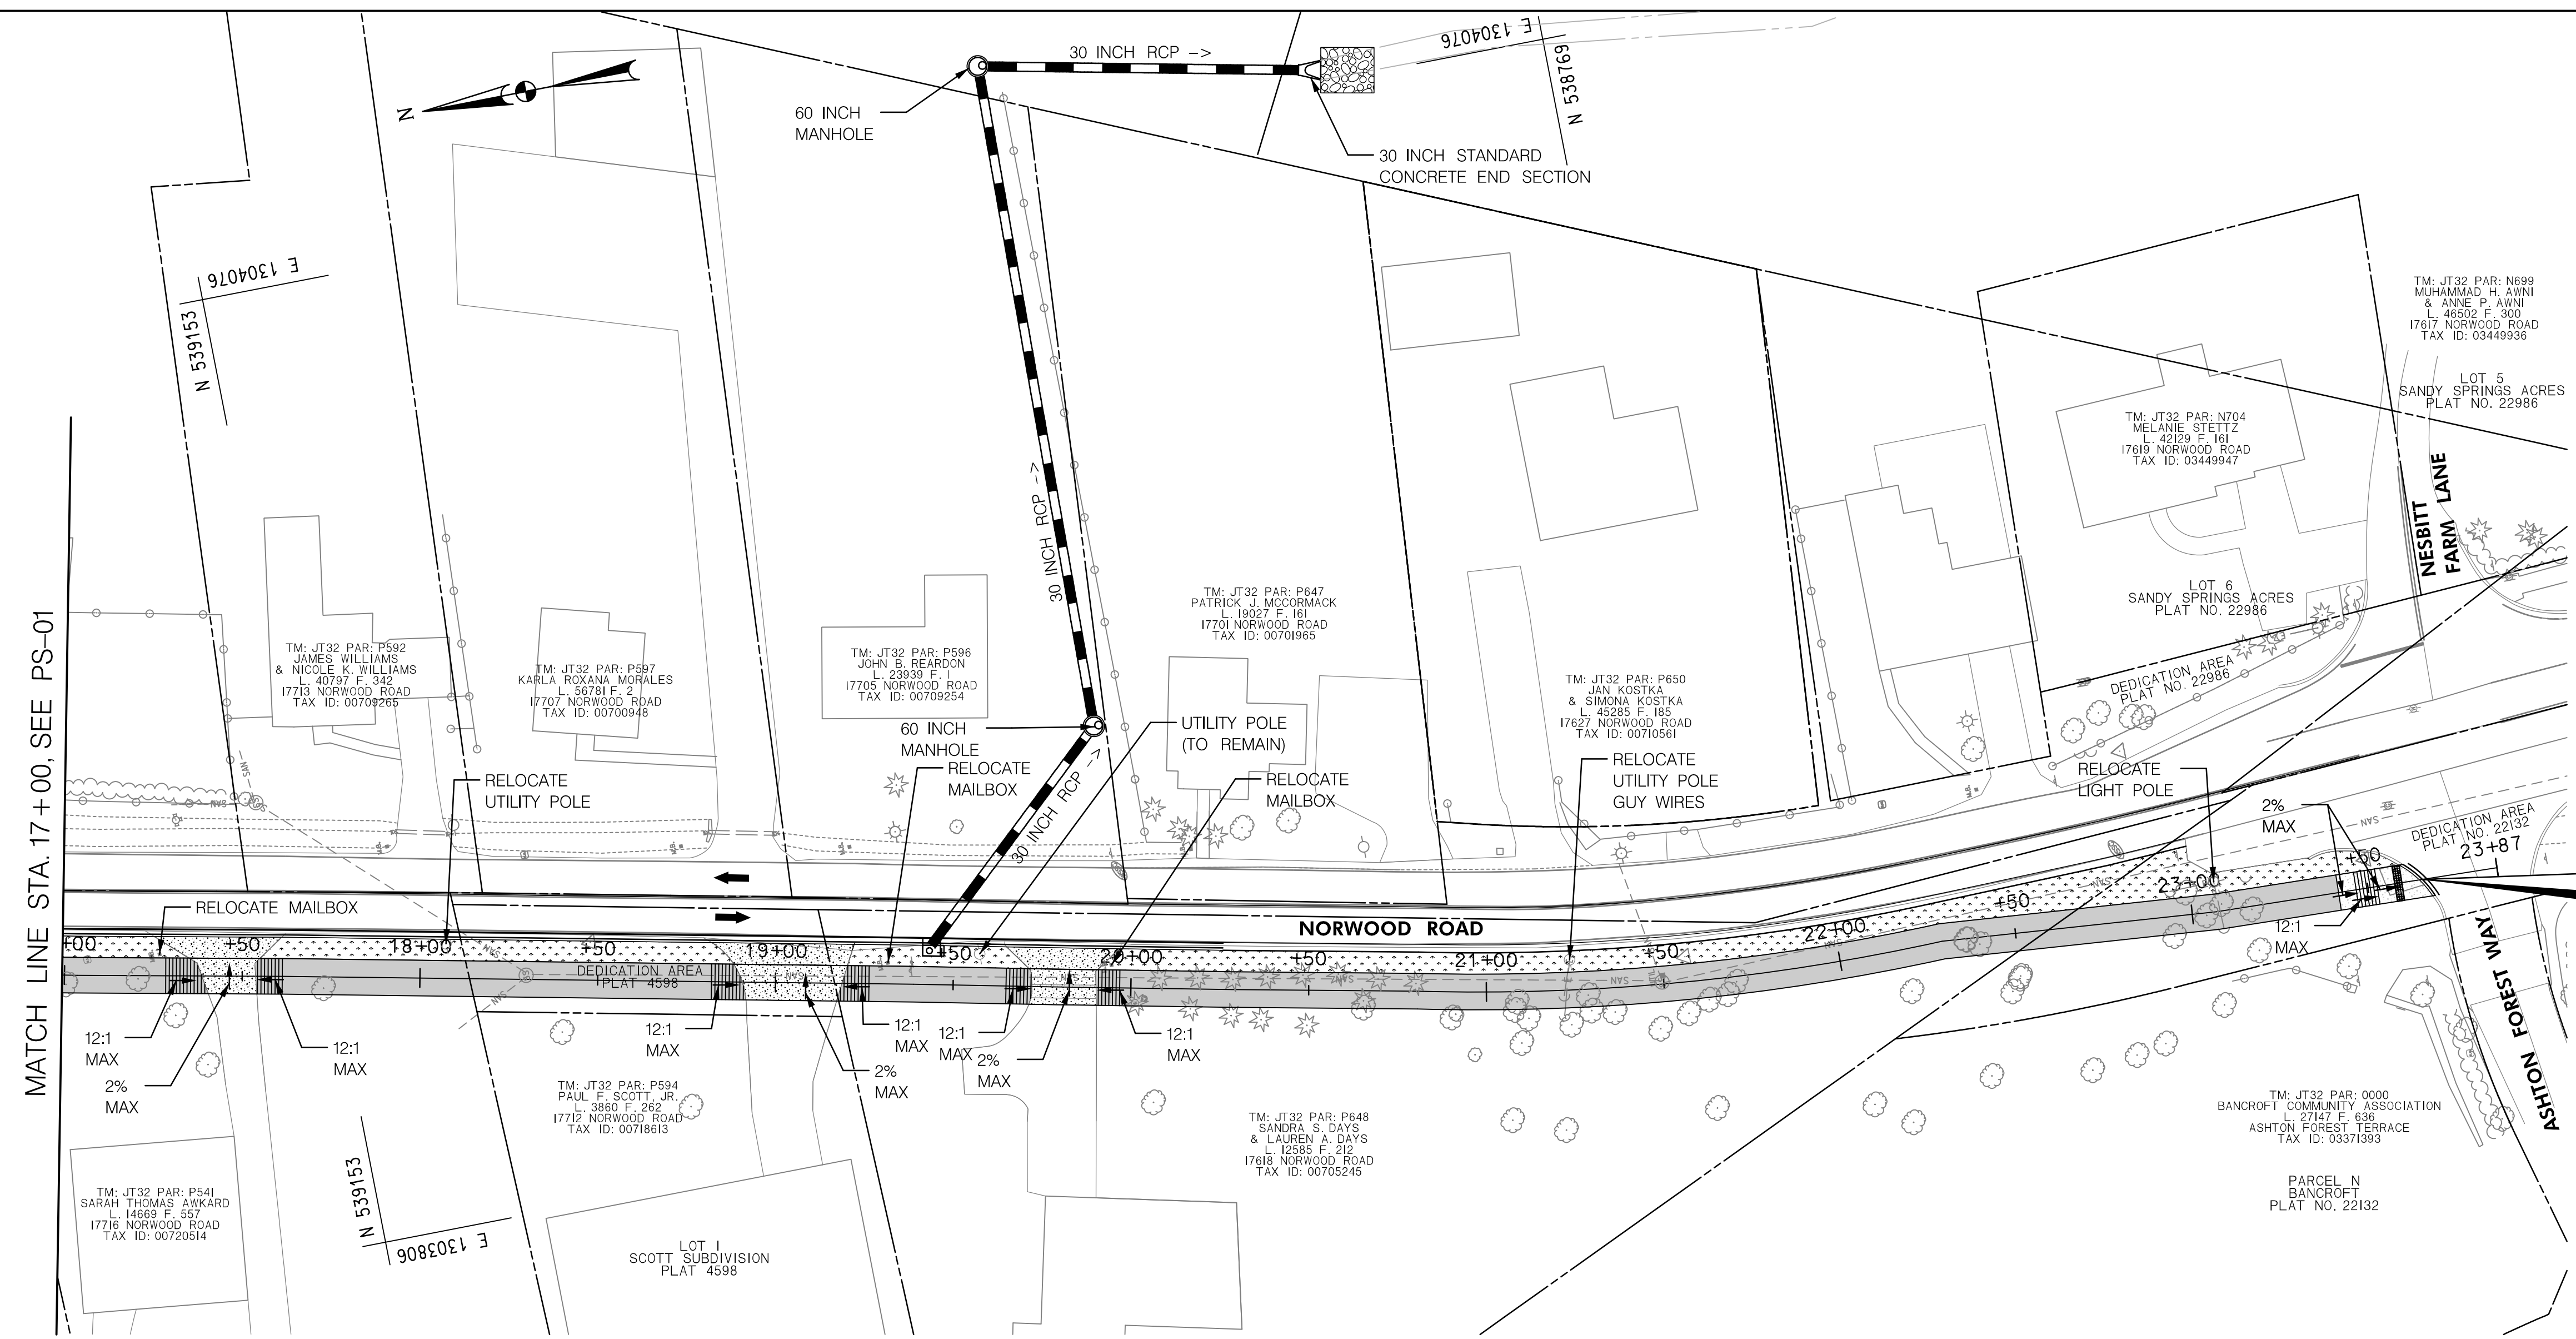 30 INCH RCP ->
E 1304076
N 538769
N
60 INCH
MANHOLE
30 INCH STANDARD
CONCRETE END SECTION
E 1304076
N 539153
TM: JT32 PAR: N699
MUHAMMAD H. AWNI
& ANNE P. AWNI
L. 46502 F. 300
17617 NORWOOD ROAD
TAX ID: 03449936
LOT 5
SANDY SPRINGS ACRES
PLAT NO. 22986
TM: JT32 PAR: N704
MELANIE STETTZ
L. 42129 F. 161
17619 NORWOOD ROAD
TAX ID: 03449947
NESBITT
FARM LANE
LOT 6
SANDY SPRINGS ACRES
PLAT NO. 22986
DEDICATION AREA
PLAT NO. 22986
30 INCH RCP ->
MATCH LINE STA. 17+00, SEE PS-01
TM: JT32 PAR: P592
JAMES WILLIAMS
& NICOLE K. WILLIAMS
L. 40797 F. 342
17713 NORWOOD ROAD
TAX ID: 00709265
TM: JT32 PAR: P597
KARLA ROXANA MORALES
L. 56781 F. 2
17707 NORWOOD ROAD
TAX ID: 00700948
TM: JT32 PAR: P596
JOHN B. REARDON
L. 23939 F. 1
17705 NORWOOD ROAD
TAX ID: 00709254
TM: JT32 PAR: P647
PATRICK J. MCCORMACK
L. 19027 F. 161
17701 NORWOOD ROAD
TAX ID: 00701965
TM: JT32 PAR: P650
JAN KOSTKA
& SIMONA KOSTKA
L. 45285 F. 185
17627 NORWOOD ROAD
TAX ID: 00710561
60 INCH
MANHOLE
UTILITY POLE
(TO REMAIN)
RELOCATE
UTILITY POLE
RELOCATE
MAILBOX
RELOCATE
MAILBOX
RELOCATE
UTILITY POLE
GUY WIRES
RELOCATE
LIGHT POLE
2%
MAX
DEDICATION AREA
PLAT NO. 22132
23+87
30 INCH RCP ->
SAN
SAN
SAN
RELOCATE MAILBOX
NORWOOD ROAD
+00
+50
18+00
+50
19+00
+50
20+00
+50
21+00
+50
22+00
+50
23+00
+50
SAN
SAN
SAN
SAN
SAN
SAN
SAN
DEDICATION AREA
PLAT 4598
12:1
MAX
2%
MAX
12:1
MAX
12:1
MAX
2%
MAX
12:1
MAX
12:1
MAX
2%
MAX
12:1
MAX
12:1
MAX
ASHTON FOREST WAY
TM: JT32 PAR: P594
PAUL F. SCOTT, JR.
L. 3860 F. 262
17712 NORWOOD ROAD
TAX ID: 00718613
TM: JT32 PAR: P648
SANDRA S. DAYS
& LAUREN A. DAYS
L. 12585 F. 212
17618 NORWOOD ROAD
TAX ID: 00705245
TM: JT32 PAR: 0000
BANCROFT COMMUNITY ASSOCIATION
L. 27147 F. 636
ASHTON FOREST TERRACE
TAX ID: 03371393
PARCEL N
BANCROFT
PLAT NO. 22132
TM: JT32 PAR: P541
SARAH THOMAS AWKARD
L. 14669 F. 557
17716 NORWOOD ROAD
TAX ID: 00720514
N 539153
E 1303806
LOT 1
SCOTT SUBDIVISION
PLAT 4598